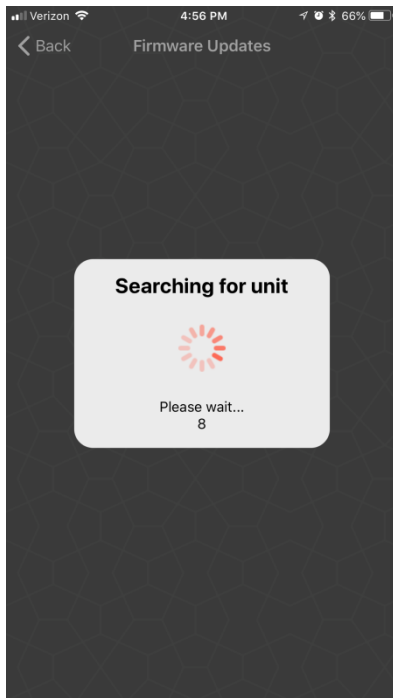 Verizon 4:56 PM 66%
Back Firmware Updates
Searching for unit
Please wait...
8